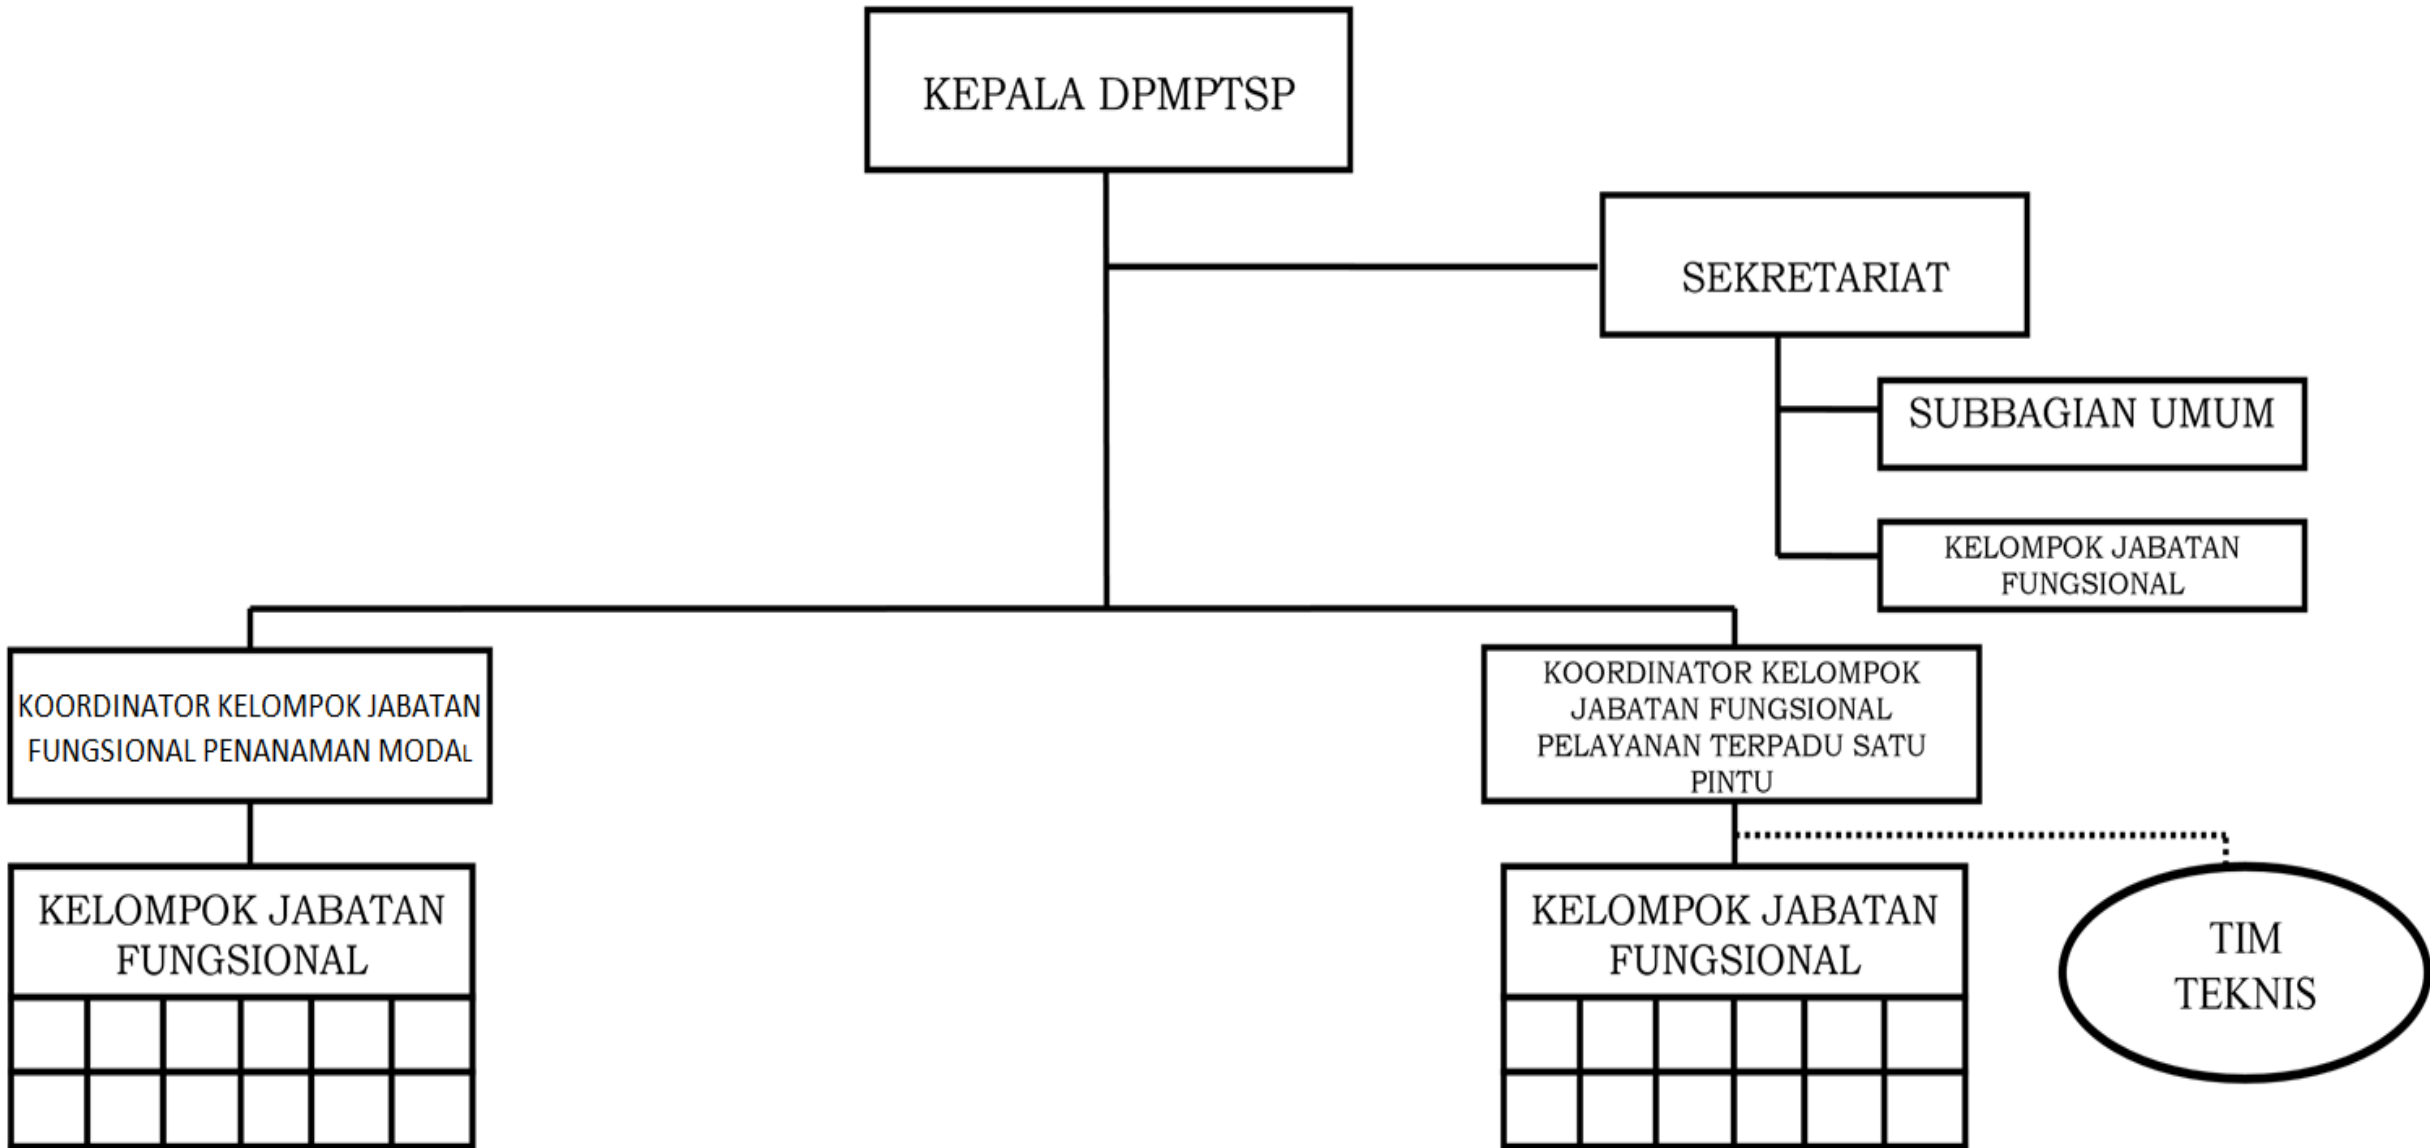 KEPALA DPMPTSP
SEKRETARIAT
SUBBAGIAN UMUM
KELOMPOK JABATAN
FUNGSIONAL
KOORDINATOR KELOMPOK JABATAN
FUNGSIONAL PENANAMAN MODAL
KOORDINATOR KELOMPOK
JABATAN FUNGSIONAL
PELAYANAN TERPADU SATU
PINTU
KELOMPOK JABATAN
FUNGSIONAL
KELOMPOK JABATAN
FUNGSIONAL
TIM
TEKNIS